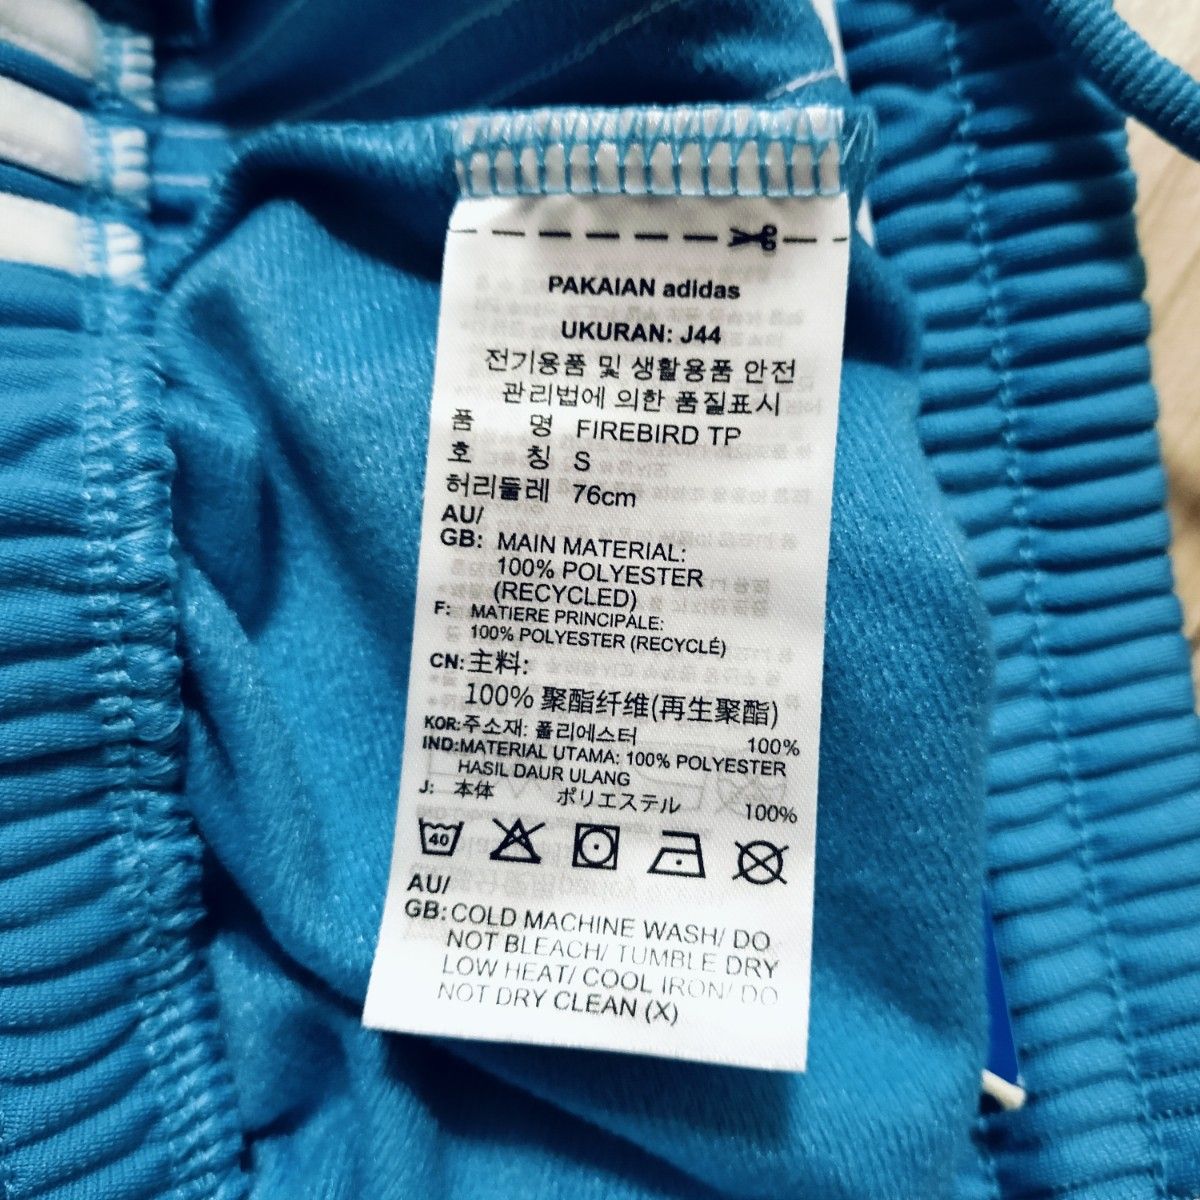 PAKAIAN adidas
UKURAN: J44
전기용품 및 생활용품 안전
관리법에 의한 품질표시
품 명 FIREBIRD TP
호 칭 S
허리둘레 76cm
AU/
GB: MAIN MATERIAL:
100% POLYESTER
(RECYCLED)
F: MATIERE PRINCIPALE:
100% POLYESTER (RECYCLÉ)
CN: 主料:
100% 聚酯纤维(再生聚酯)
KOR: 주소재: 폴리에스터 100%
IND: MATERIAL UTAMA: 100% POLYESTER
HASIL DAUR ULANG
J: 本体 ポリエステル 100%
40
AU/
GB: COLD MACHINE WASH/ DO
NOT BLEACH/ TUMBLE DRY
LOW HEAT/ COOL IRON/ DO
NOT DRY CLEAN (X)